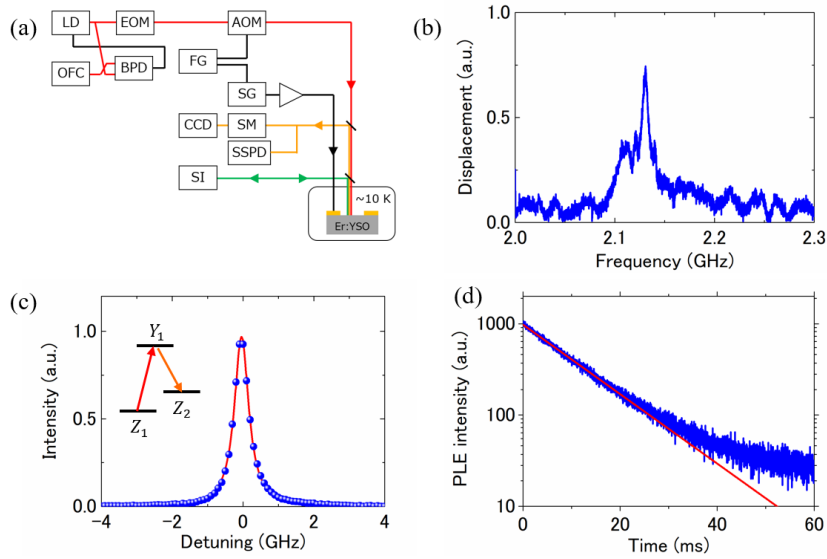 (a)
LD
EOM
AOM
OFC
BPD
FG
SG
CCD
SM
SSPD
SI
~10 K
Er:YSO
(b)
Displacement (a.u.)
1.0
0.5
0.0
2.0
2.1
2.2
2.3
Frequency (GHz)
(c)
Intensity (a.u.)
1.0
0.5
0.0
Y1
Z1
Z2
−4
−2
0
2
4
Detuning (GHz)
(d)
PLE intensity (a.u.)
1000
100
10
0
20
40
60
Time (ms)